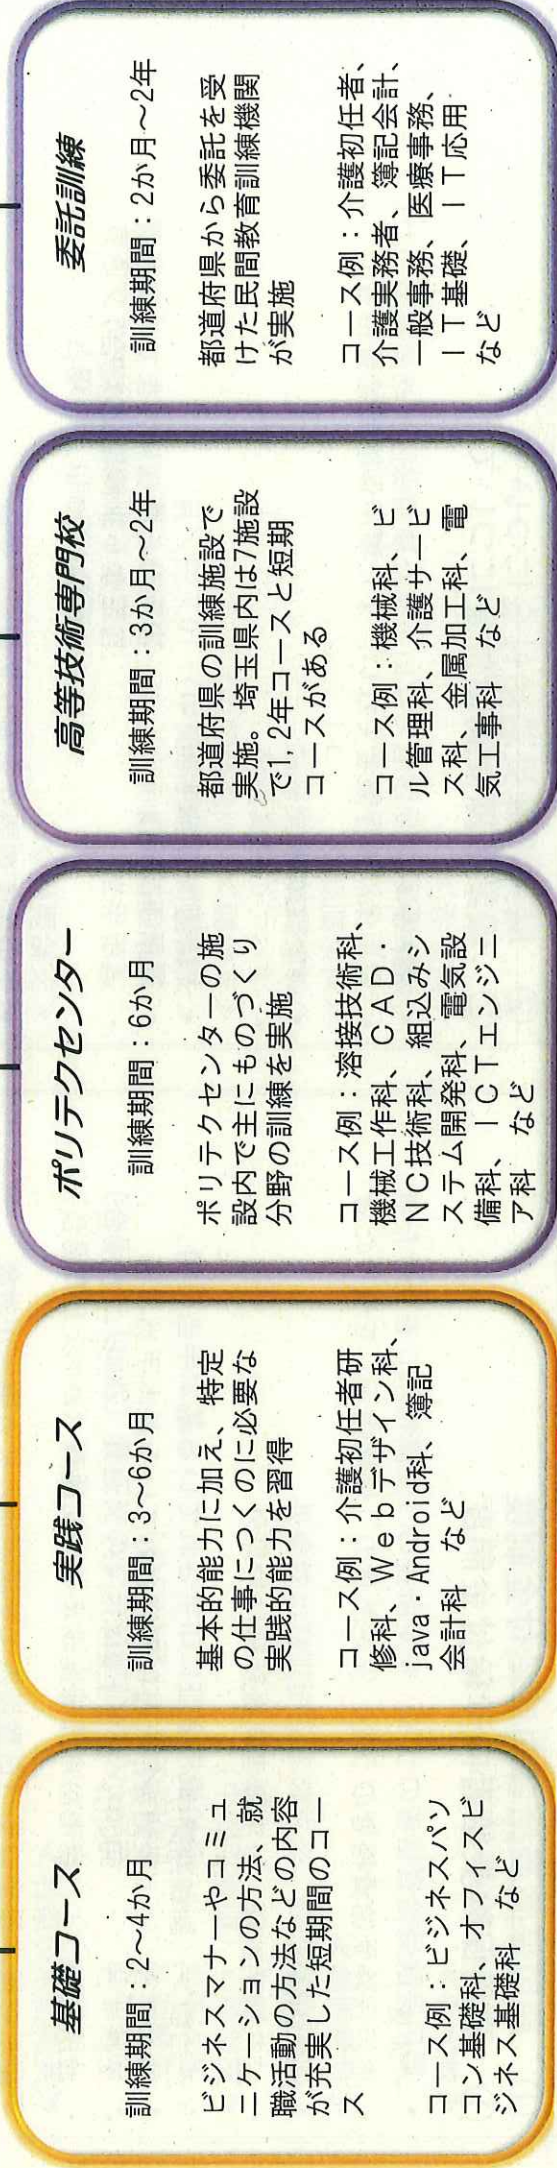 基礎コース
訓練期間：2～4か月
ビジネスマナーやコミュ
ニケーションの方法、就
職活動の方法などの内容
が充実した短期間のコー
ス
コース例：ビジネスパソ
コン基礎科、オフィスビ
ジネス基礎科　など
実践コース
訓練期間：3～6か月
基本的能力に加え、特定
の仕事につくのに必要な
実践的能力を習得
コース例：介護初任者研
修科、Ｗｅｂデザイン科、
java・Android科、簿記
会計科　など
ポリテクセンター
訓練期間：6か月
ポリテクセンターの施
設内で主にものづくり
分野の訓練を実施
コース例：溶接技術科、
機械工作科、ＣＡＤ・
ＮＣ技術科、組込みシ
ステム開発科、電気設
備科、ＩＣＴエンジニ
ア科　など
高等技術専門校
訓練期間：3か月～2年
都道府県の訓練施設で
実施。埼玉県内は7施設
で1,2年コースと短期
コースがある
コース例：機械科、ビ
ル管理科、介護サービ
ス科、金属加工科、電
気工事科　など
委託訓練
訓練期間：2か月～2年
都道府県から委託を受
けた民間教育訓練機関
が実施
コース例：介護初任者、
介護実務者、簿記会計、
一般事務、医療事務、
ＩＴ基礎、ＩＴ応用
など